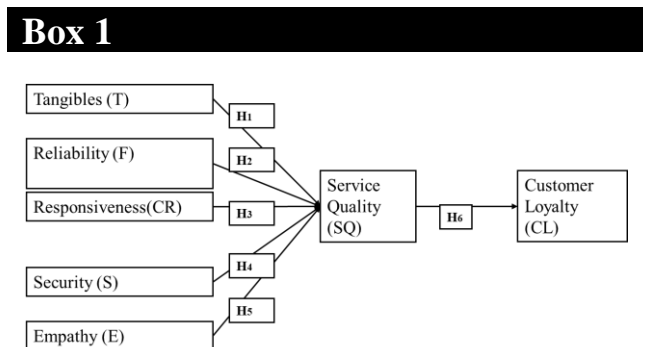 Box 1
Tangibles (T)
H1
Reliability (F)
H2
Responsiveness(CR)
H3
Security (S)
H4
Empathy (E)
H5
Service
Quality
(SQ)
H6
Customer
Loyalty
(CL)